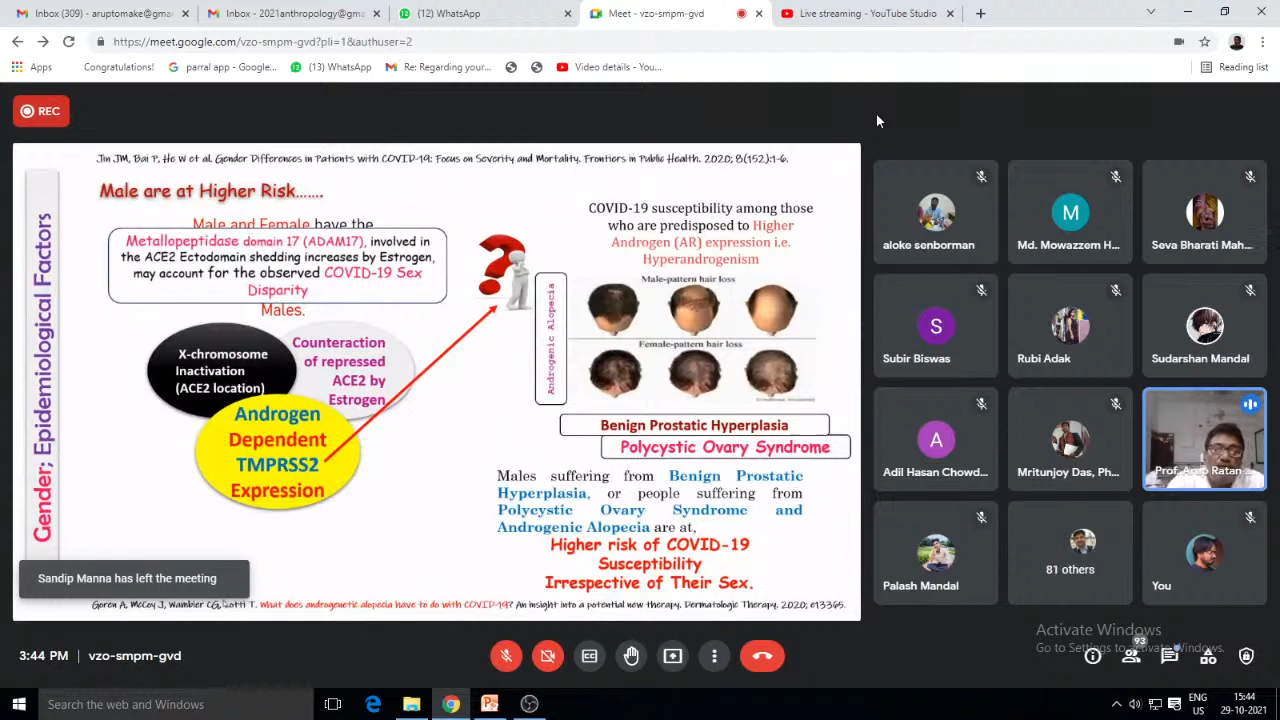 Inbox - aruptomake@gmail.c
Inbox - 2021anthropology@gm
(12) WhatsApp
Meet - vzo-smpm-gvd
Live streaming - YouTube Studio
https://meet.google.com/vzo-smpm-gvd?pli=1&authuser=2
Apps
Congratulations!
parral app - Google...
(13) WhatsApp
Re: Regarding your...
Video details - You...
Reading list
REC
Jin JM, Bai P, He W et al. Gender Differences in Patients with COVID-19: Focus on Severity and Mortality. Frontiers in Public Health. 2020; 8(152):1-6.
Gender; Epidemiological Factors
Male are at Higher Risk.......
Male and Female have the
Metallopeptidase domain 17 (ADAM17), involved in
the ACE2 Ectodomain shedding increases by Estrogen,
may account for the observed COVID-19 Sex
Disparity
Males.
X-chromosome
Inactivation
(ACE2 location)
Counteraction
of repressed
ACE2 by
Estrogen
Androgen
Dependent
TMPRSS2
Expression
COVID-19 susceptibility among those
who are predisposed to Higher
Androgen (AR) expression i.e.
Hyperandrogenism
Androgenic Alopecia
Male-pattern hair loss
Female-pattern hair loss
Benign Prostatic Hyperplasia
Polycystic Ovary Syndrome
Males suffering from Benign Prostatic
Hyperplasia, or people suffering from
Polycystic Ovary Syndrome and
Androgenic Alopecia are at,
Higher risk of COVID-19
Susceptibility
Irrespective of Their Sex.
Sandip Manna has left the meeting
Goren A, McCoy J, Wambier CG, Lotti T. What does androgenetic alopecia have to do with COVID-19? An insight into a potential new therapy. Dermatologic Therapy. 2020; e13365.
aloke senborman
M
Md. Mowazzem H...
Seva Bharati Mah...
S
Subir Biswas
Rubi Adak
Sudarshan Mandal
A
Adil Hasan Chowd...
Mritunjoy Das, Ph...
Prof. Arup Ratan
Palash Mandal
81 others
You
Activate Windows
Go to Settings to activate Windows.
3:44 PM | vzo-smpm-gvd
93
Search the web and Windows
ENG
US
15:44
29-10-2021